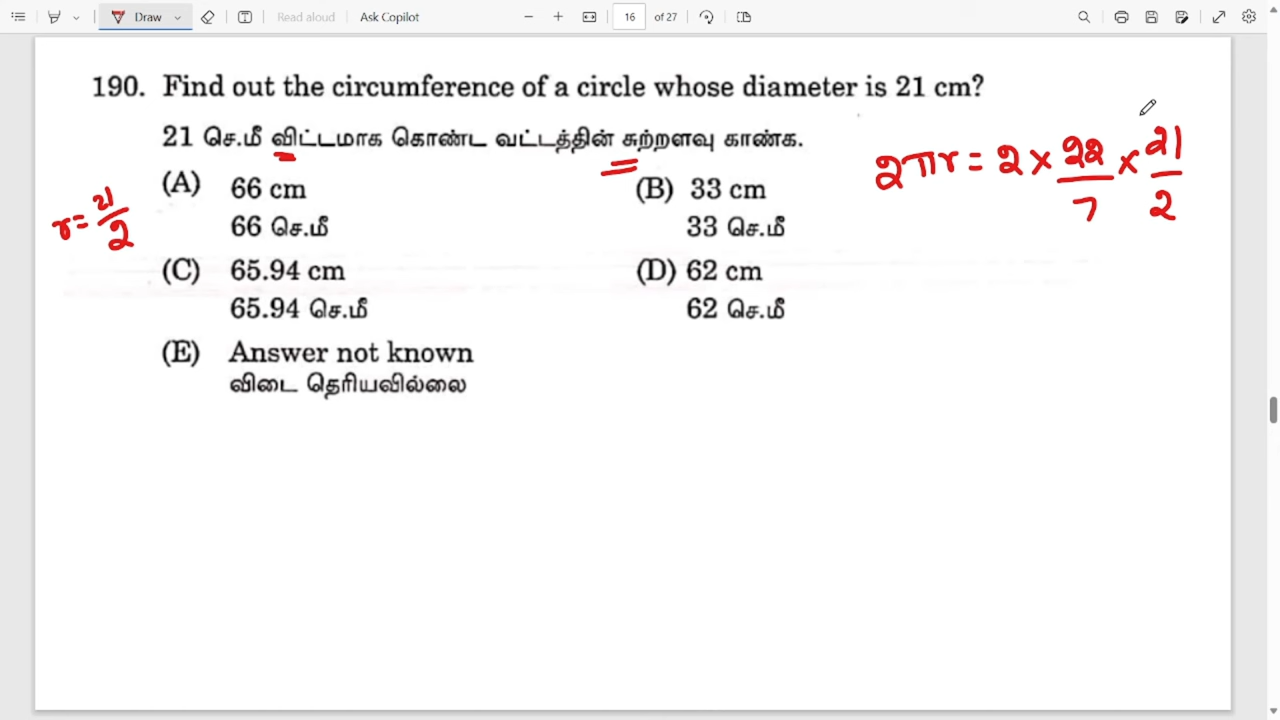 Draw
Read aloud
Ask Copilot
16 of 27
190. Find out the circumference of a circle whose diameter is 21 cm?
21 செ.மீ விட்டமாக கொண்ட வட்டத்தின் சுற்றளவு காண்க.
2πr = 2 × 22/7 × 21/2
r = 21/2
(A) 66 cm
66 செ.மீ
(B) 33 cm
33 செ.மீ
(C) 65.94 cm
65.94 செ.மீ
(D) 62 cm
62 செ.மீ
(E) Answer not known
விடை தெரியவில்லை